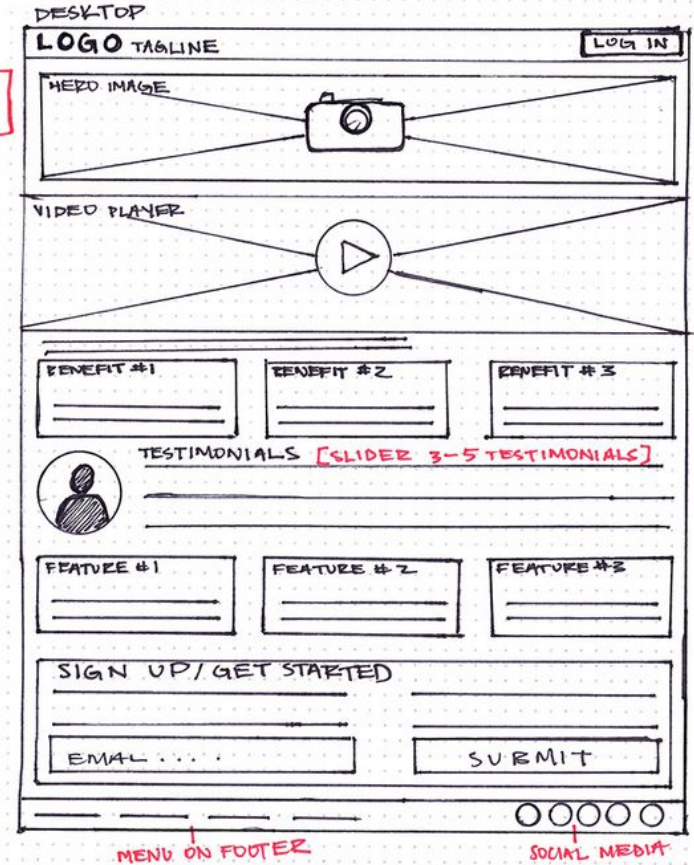 DESKTOP
LOGO TAGLINE LOG IN
HERO IMAGE
VIDEO PLAYER
BENEFIT #1 BENEFIT #2 BENEFIT #3
TESTIMONIALS [SLIDER 3-5 TESTIMONIALS]
FEATURE #1 FEATURE #2 FEATURE #3
SIGN UP/GET STARTED
EMAL .... SUBMIT
MENU ON FOOTER SOCIAL MEDIA